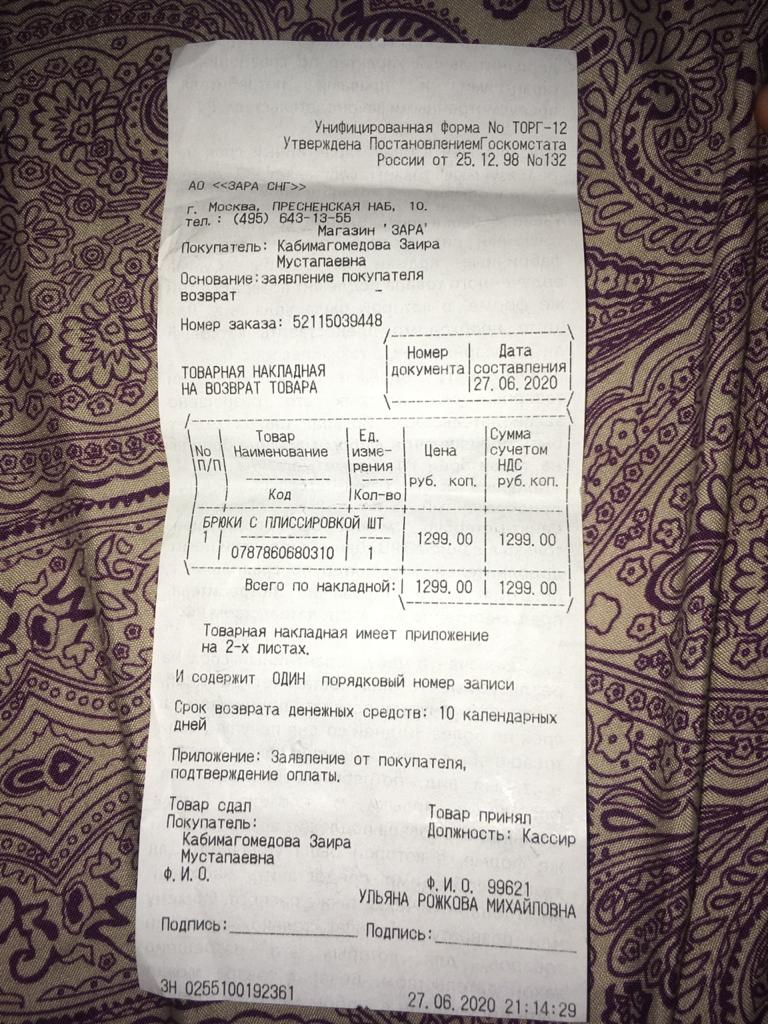 Унифицированная форма No ТОРГ-12
Утверждена ПостановлениемГоскомстата
России от 25.12.98 No132
АО <<ЗАРА СНГ>>
г. Москва, ПРЕСНЕНСКАЯ НАБ, 10.
тел.: (495) 643-13-55
Магазин 'ЗАРА'
Покупатель: Кабимагомедова Заира
Мустапаевна
Основание:заявление покупателя
возврат
Номер заказа: 52115039448
Номер документа
Дата составления
27.06.2020
ТОВАРНАЯ НАКЛАДНАЯ
НА ВОЗВРАТ ТОВАРА
No П/П
Товар Наименование
Код
Ед. изме- рения
Кол-во
Цена
руб. коп.
Сумма сучетом НДС
руб. коп.
БРЮКИ С ПЛИССИРОВКОЙ ШТ
1 1299.00 1299.00
0787860680310 1
Всего по накладной: 1299.00 1299.00
Товарная накладная имеет приложение
на 2-х листах.
И содержит ОДИН порядковый номер записи
Срок возврата денежных средств: 10 календарных
дней
Приложение: Заявление от покупателя,
подтверждение оплаты.
Товар сдал
Покупатель:
Кабимагомедова Заира
Мустапаевна
Ф.И.О.
Товар принял
Должность: Кассир
Ф.И.О. 99621
УЛЬЯНА РОЖКОВА МИХАЙЛОВНА
Подпись: Подпись:
ЗН 0255100192361
27.06.2020 21:14:29